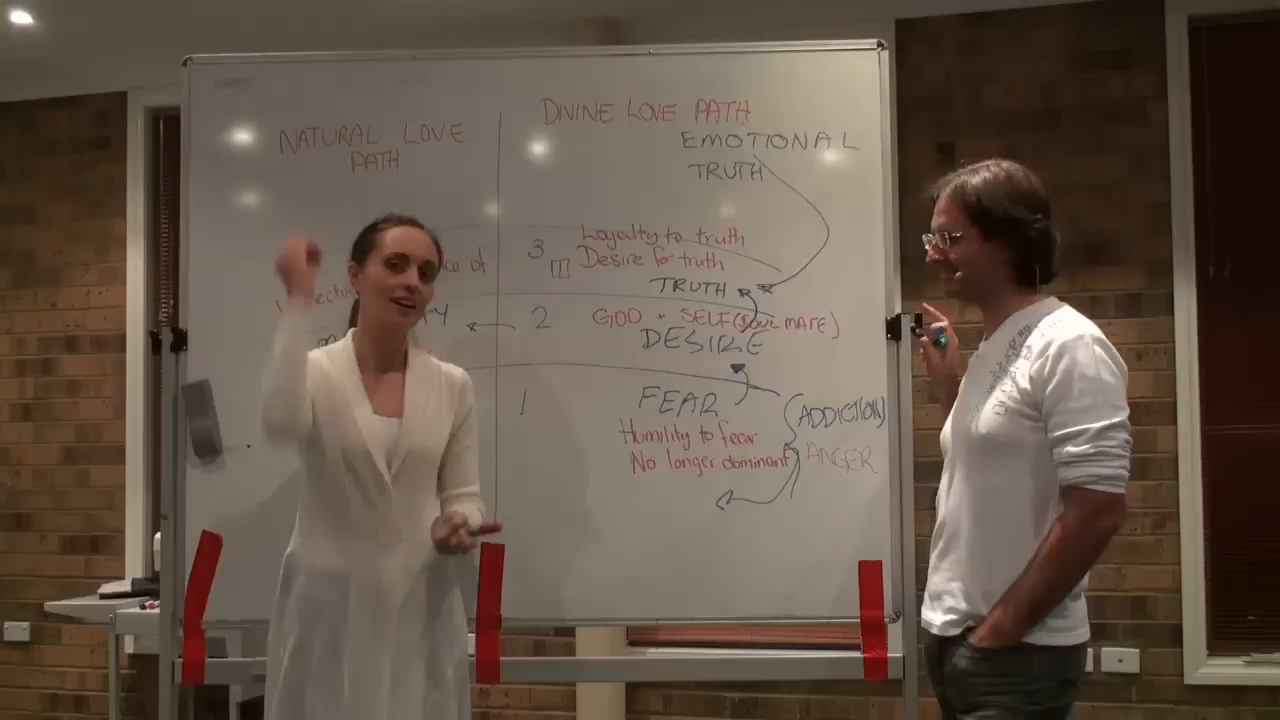 NATURAL LOVE
PATH
DIVINE LOVE PATH
EMOTIONAL
TRUTH
3 Loyalty to truth
Desire for truth
TRUTH
2 GOD + SELF (SOUL MATE)
DESIRE
1 FEAR (ADDICTION)
Humility to fear
No longer dominant ANGER